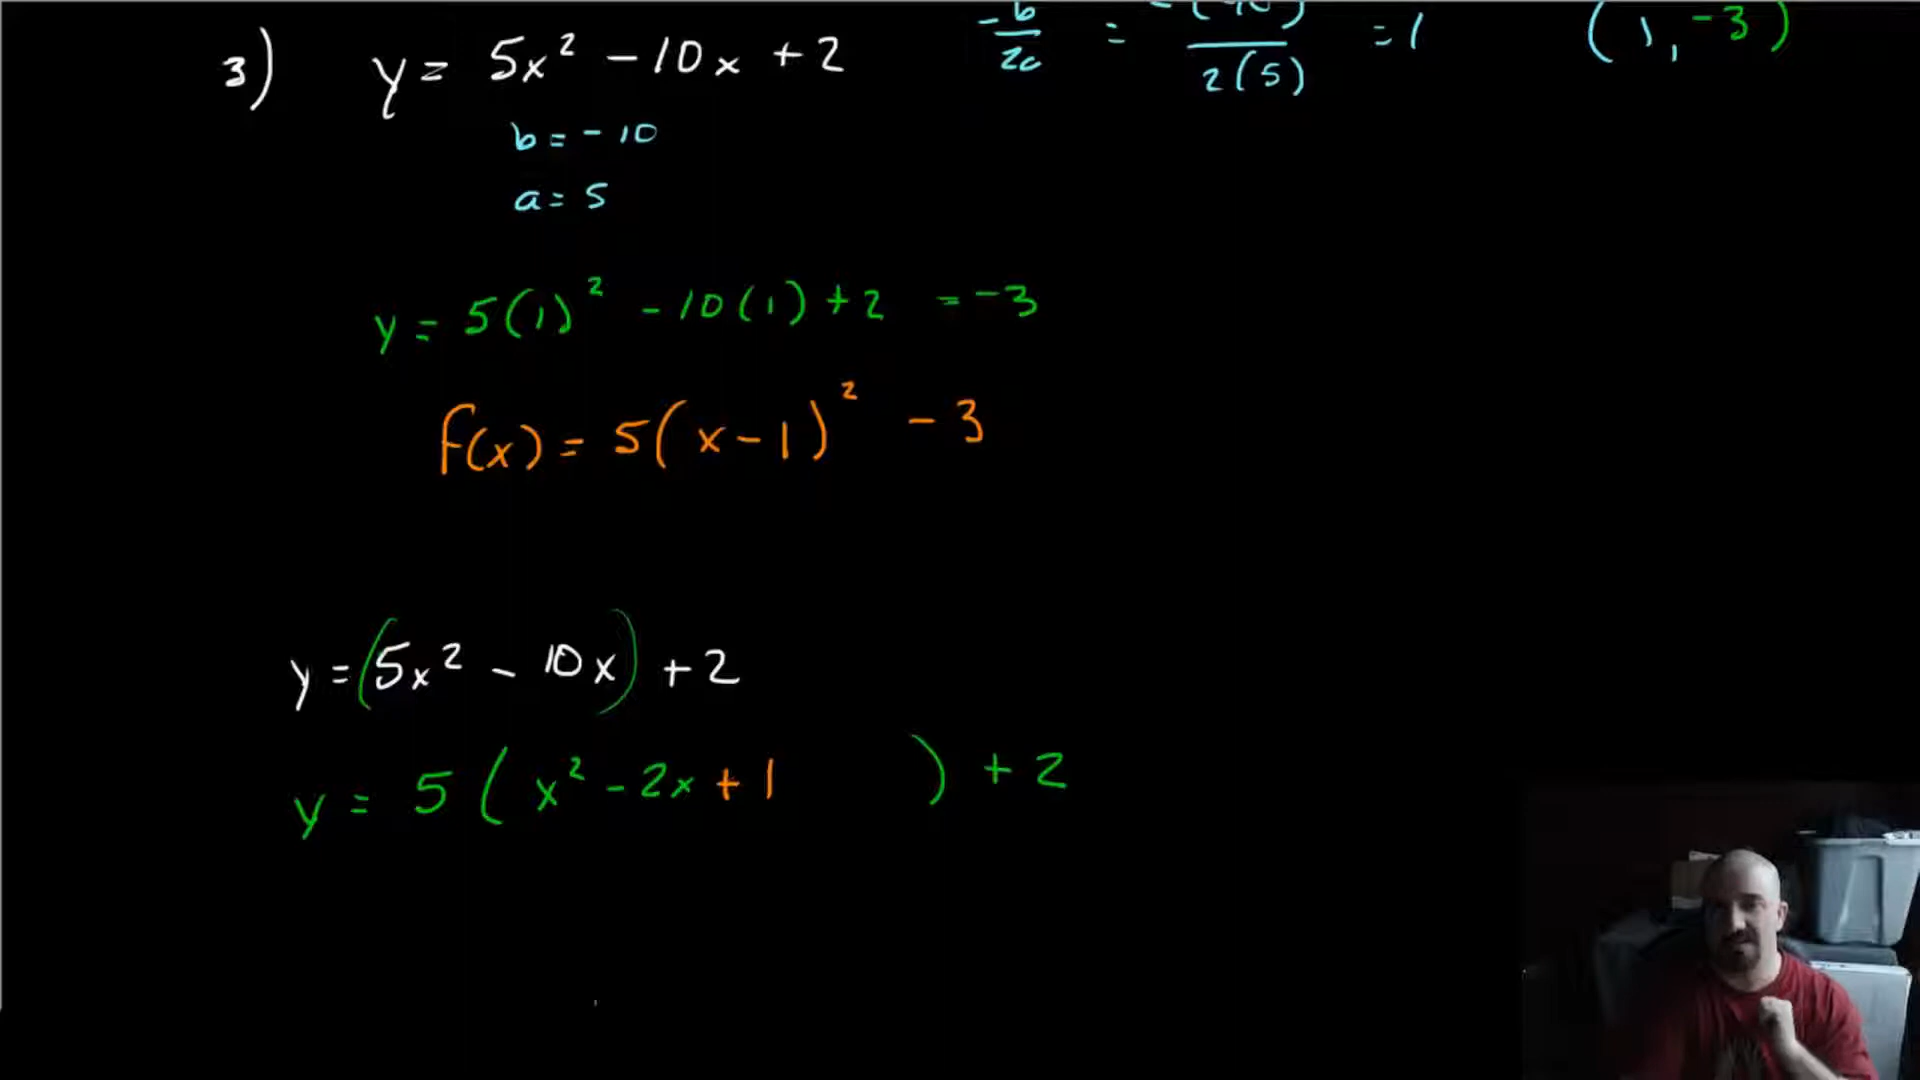 3) y = 5x² - 10x + 2 -b/2a = -(-10)/2(5) = 1 (1, -3)
b = -10
a = 5
y = 5(1)² - 10(1) + 2 = -3
f(x) = 5(x - 1)² - 3
y = (5x² - 10x) + 2
y = 5(x² - 2x + 1 ) + 2